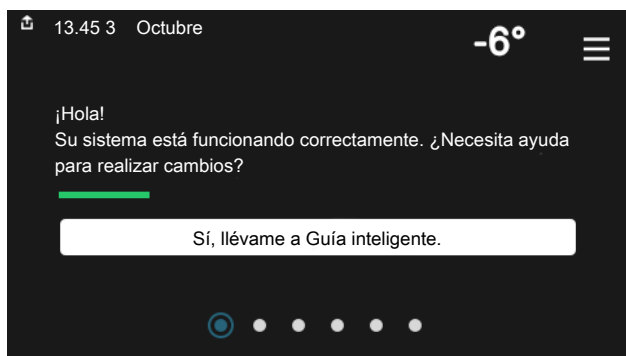 13.45 3 Octubre
-6°
¡Hola!
Su sistema está funcionando correctamente. ¿Necesita ayuda
para realizar cambios?
Sí, llévame a Guía inteligente.